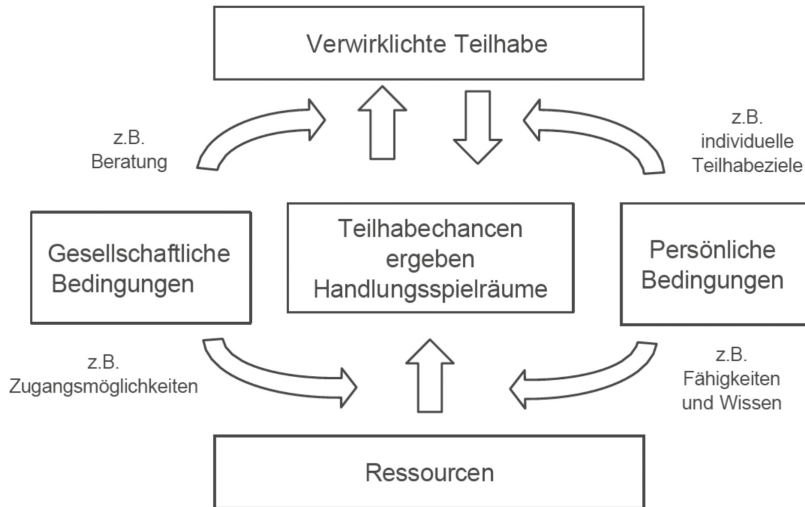 Verwirklichte Teilhabe
z.B.
Beratung
z.B.
individuelle
Teilhabeziele
Gesellschaftliche
Bedingungen
Teilhabechancen
ergeben
Handlungsspielräume
Persönliche
Bedingungen
z.B.
Zugangsmöglichkeiten
z.B.
Fähigkeiten
und Wissen
Ressourcen